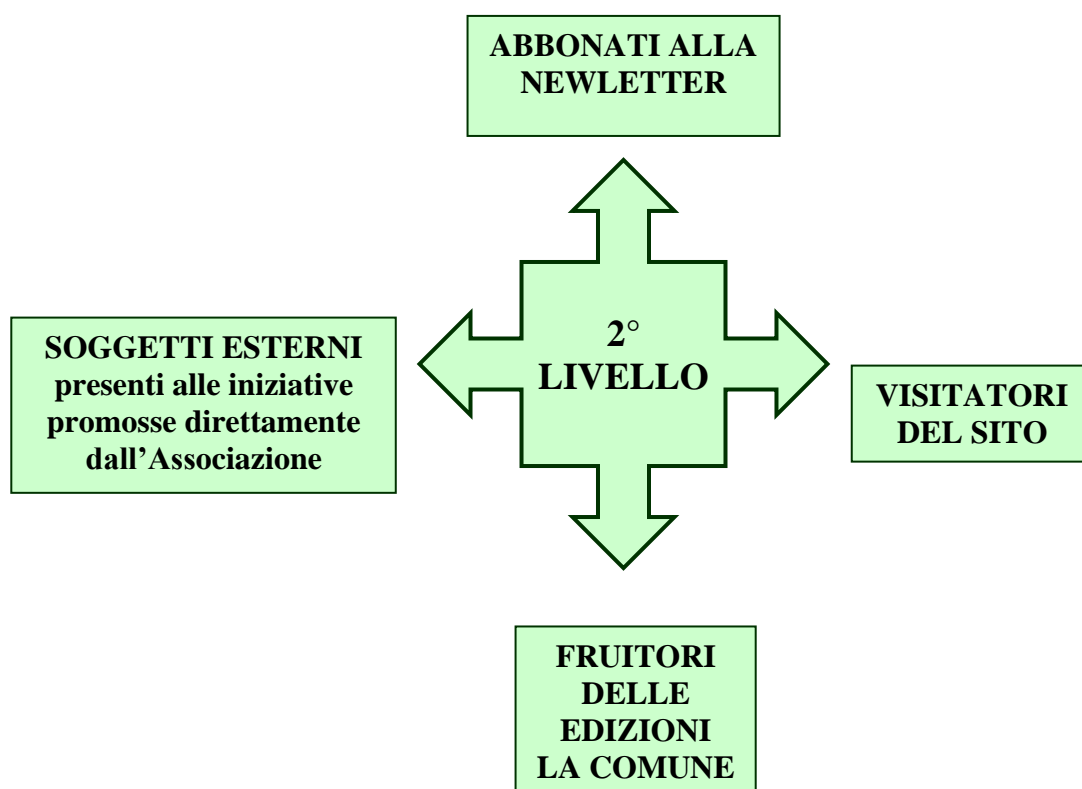 ABBONATI ALLA
NEWLETTER
2°
LIVELLO
SOGGETTI ESTERNI
presenti alle iniziative
promosse direttamente
dall’Associazione
VISITATORI
DEL SITO
FRUITORI
DELLE
EDIZIONI
LA COMUNE